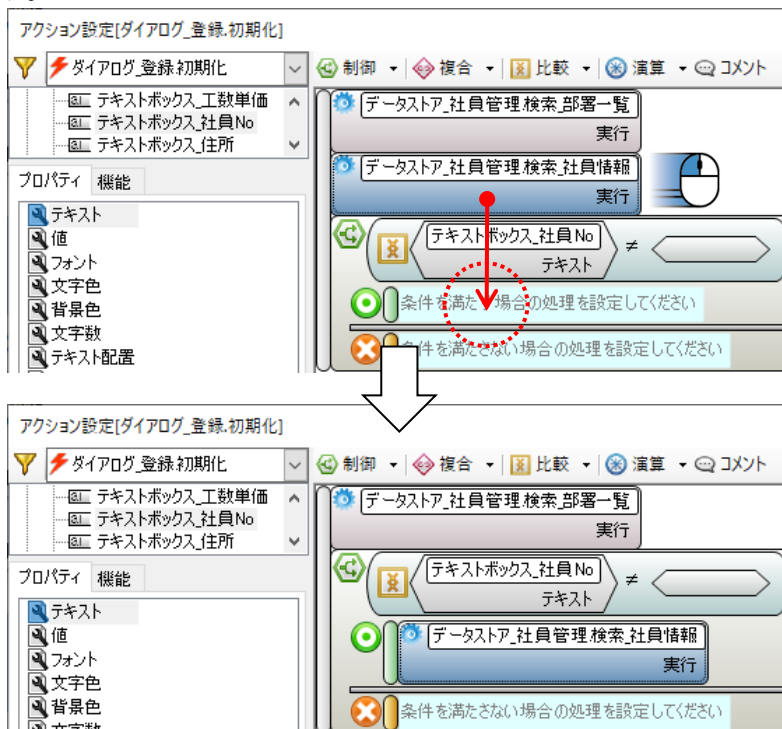 アクション設定[ダイアログ_登録.初期化]
ダイアログ_登録.初期化
制御 複合 比較 演算 コメント
テキストボックス_工数単価
テキストボックス_社員No
テキストボックス_住所
プロパティ 機能
テキスト
値
フォント
文字色
背景色
文字数
テキスト配置
データストア_社員管理.検索_部署一覧
実行
データストア_社員管理.検索_社員情報
実行
テキストボックス_社員No ≠
テキスト
条件を満たす場合の処理を設定してください
件を満たさない場合の処理を設定してください
アクション設定[ダイアログ_登録.初期化]
ダイアログ_登録.初期化
制御 複合 比較 演算 コメント
テキストボックス_工数単価
テキストボックス_社員No
テキストボックス_住所
プロパティ 機能
テキスト
値
フォント
文字色
背景色
文字数
データストア_社員管理.検索_部署一覧
実行
テキストボックス_社員No ≠
テキスト
データストア_社員管理.検索_社員情報
実行
条件を満たさない場合の処理を設定してください